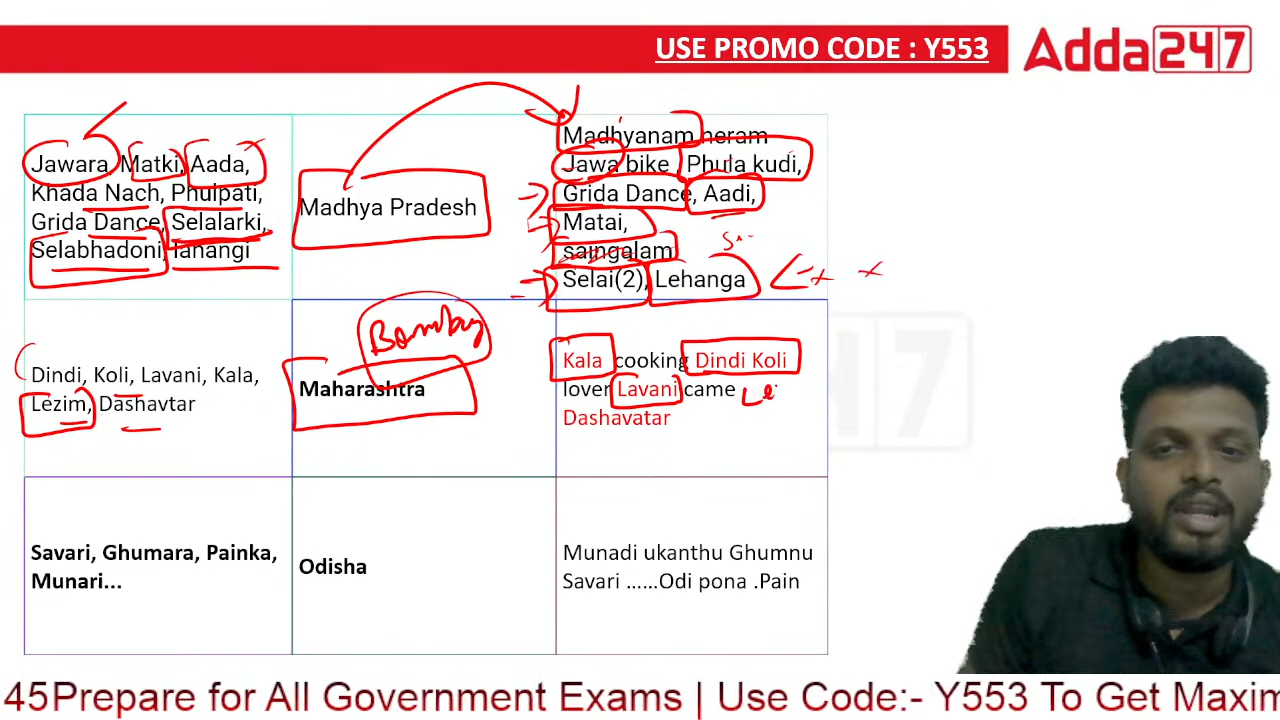 USE PROMO CODE : Y553
Adda247
Jawara, Matki, Aada,
Khada Nach, Phulpati,
Grida Dance, Selalarki,
Selabhadoni, Tanangi
Madhya Pradesh
Madhyanam neram
Jawa bike, Phula kudi,
Grida Dance, Aadi,
Matai,
saingalam
Selai(2), Lehanga
Dindi, Koli, Lavani, Kala,
Lezim, Dashavtar
Bombay
Maharashtra
Kala cooking Dindi Koli
lover Lavani came Le
Dashavatar
Savari, Ghumara, Painka,
Munari...
Odisha
Munadi ukanthu Ghumnu
Savari ......Odi pona .Pain
45Prepare for All Government Exams | Use Code:- Y553 To Get Maxim